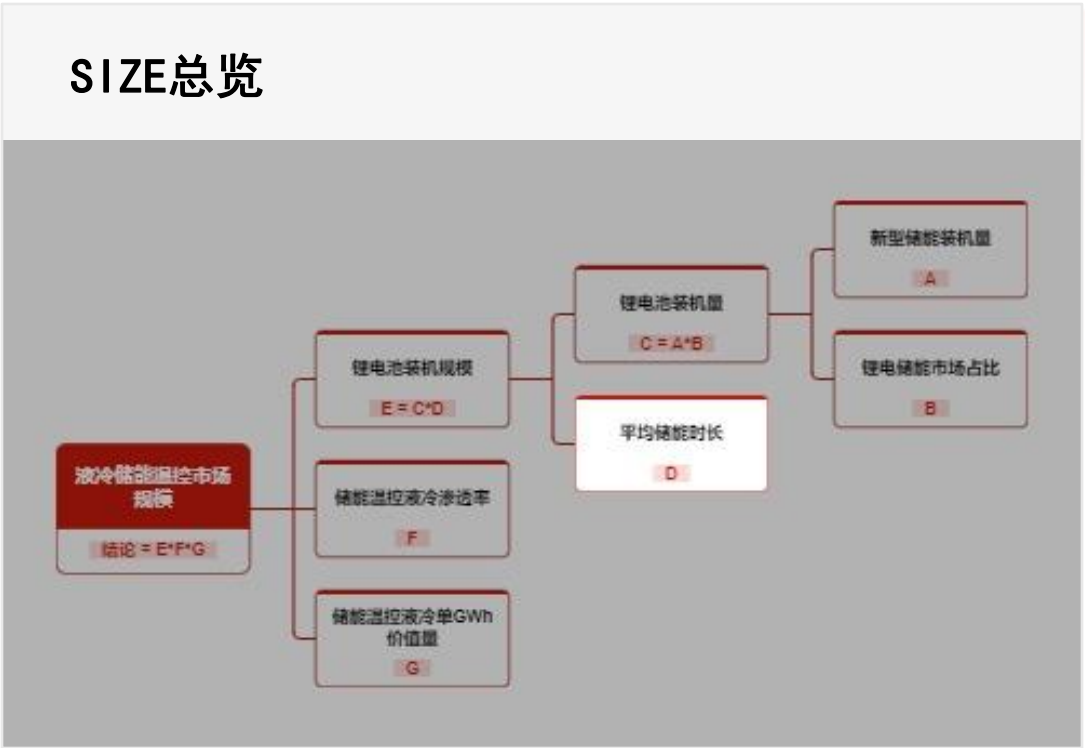 SIZE总览
新型储能装机量
A
锂电池装机量
C = A*B
锂电池装机规模
E = C*D
锂电储能市场占比
B
平均储能时长
D
液冷储能温控市场
规模
结论 = E*F*G
储能温控液冷渗透率
F
储能温控液冷单GWh
价值量
G